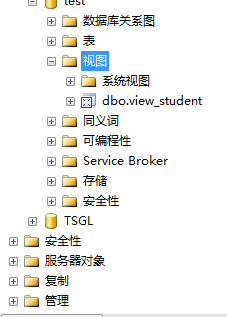 test
数据库关系图
表
视图
系统视图
dbo.view_student
同义词
可编程性
Service Broker
存储
安全性
TSGL
安全性
服务器对象
复制
管理